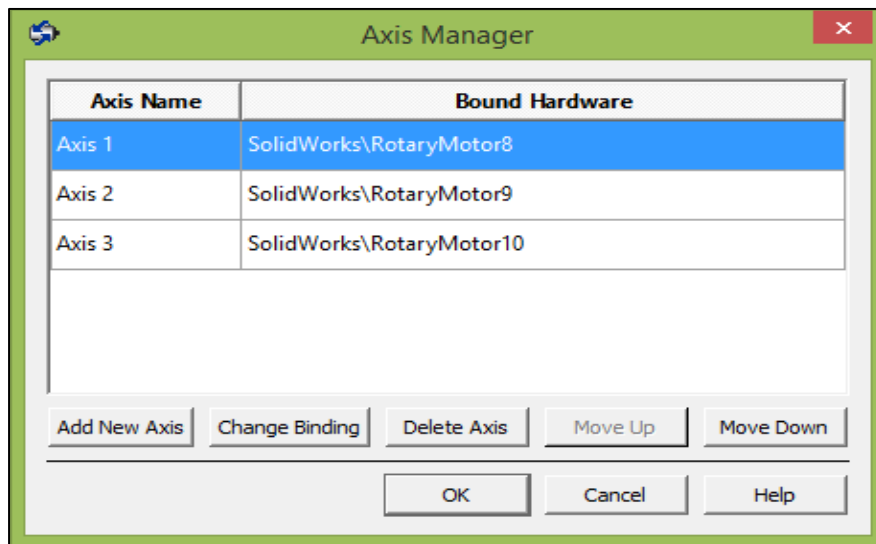 Axis Manager
Axis Name Bound Hardware
Axis 1 SolidWorks\RotaryMotor8
Axis 2 SolidWorks\RotaryMotor9
Axis 3 SolidWorks\RotaryMotor10
Add New Axis Change Binding Delete Axis Move Up Move Down
OK Cancel Help